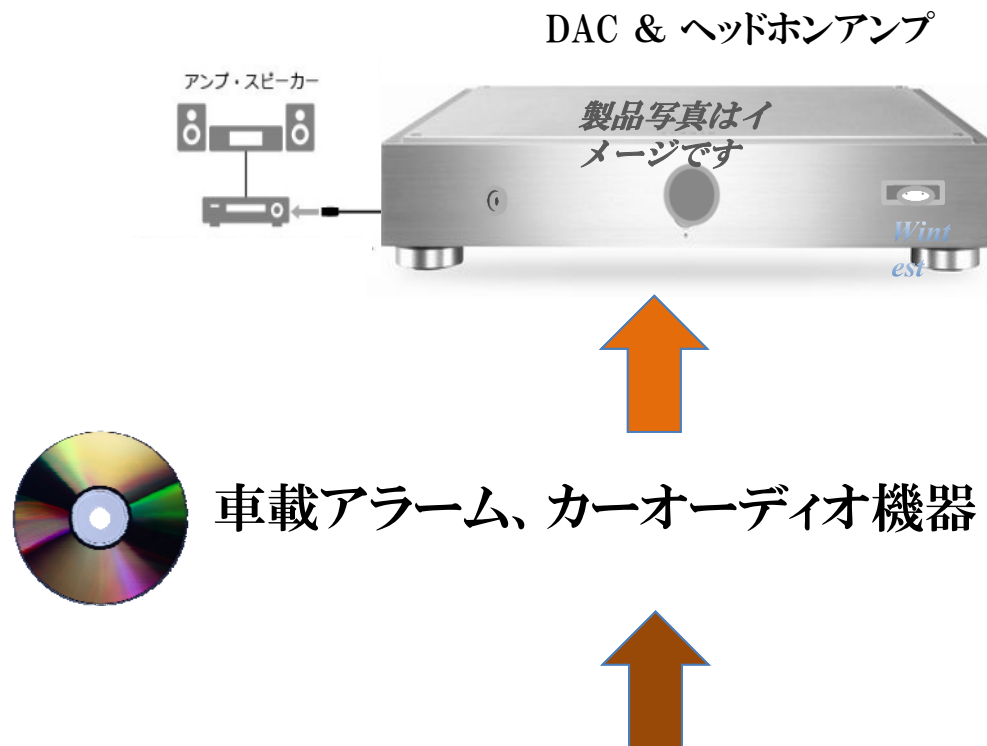 DAC & ヘッドホンアンプ
アンプ・スピーカー
製品写真はイ
メージです
Wint
est
車載アラーム、カーオーディオ機器